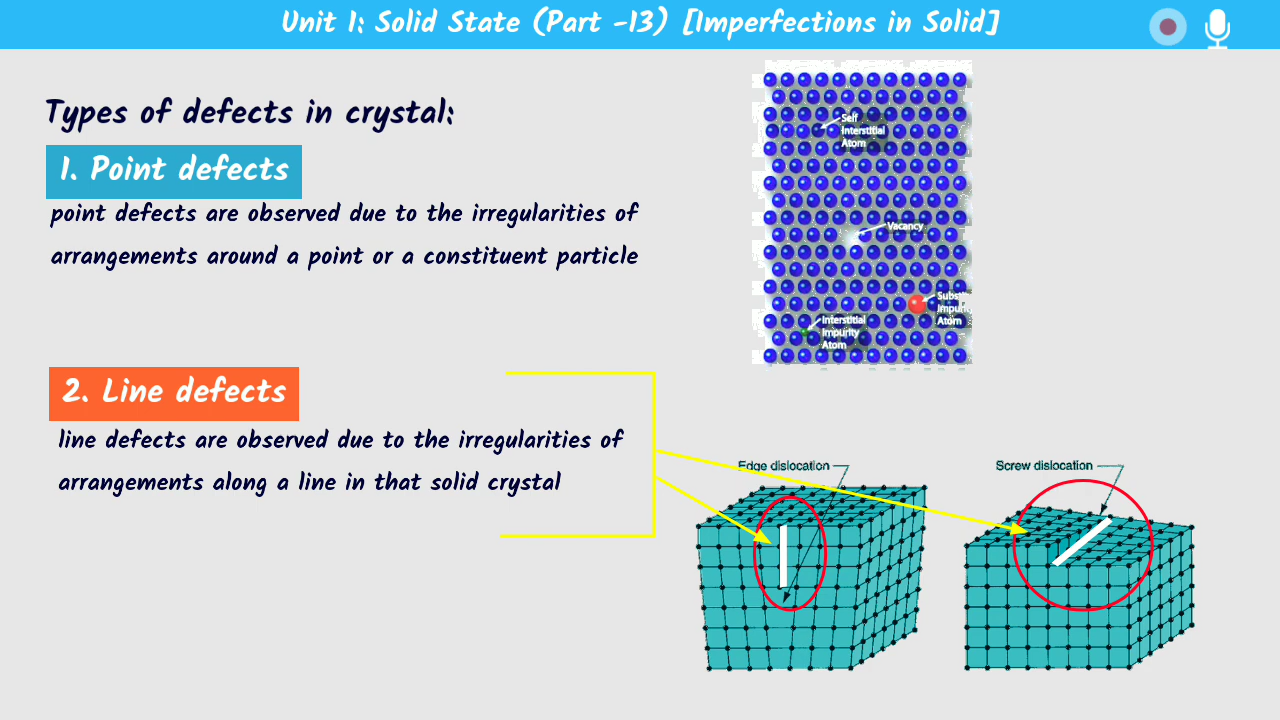 Unit 1: Solid State (Part -13) [Imperfections in Solid]
Types of defects in crystal:
1. Point defects
point defects are observed due to the irregularities of
arrangements around a point or a constituent particle
2. Line defects
line defects are observed due to the irregularities of
arrangements along a line in that solid crystal
Self
Interstitial
Atom
Vacancy
Interstitial
Impurity
Atom
Atom
Edge dislocation
Screw dislocation